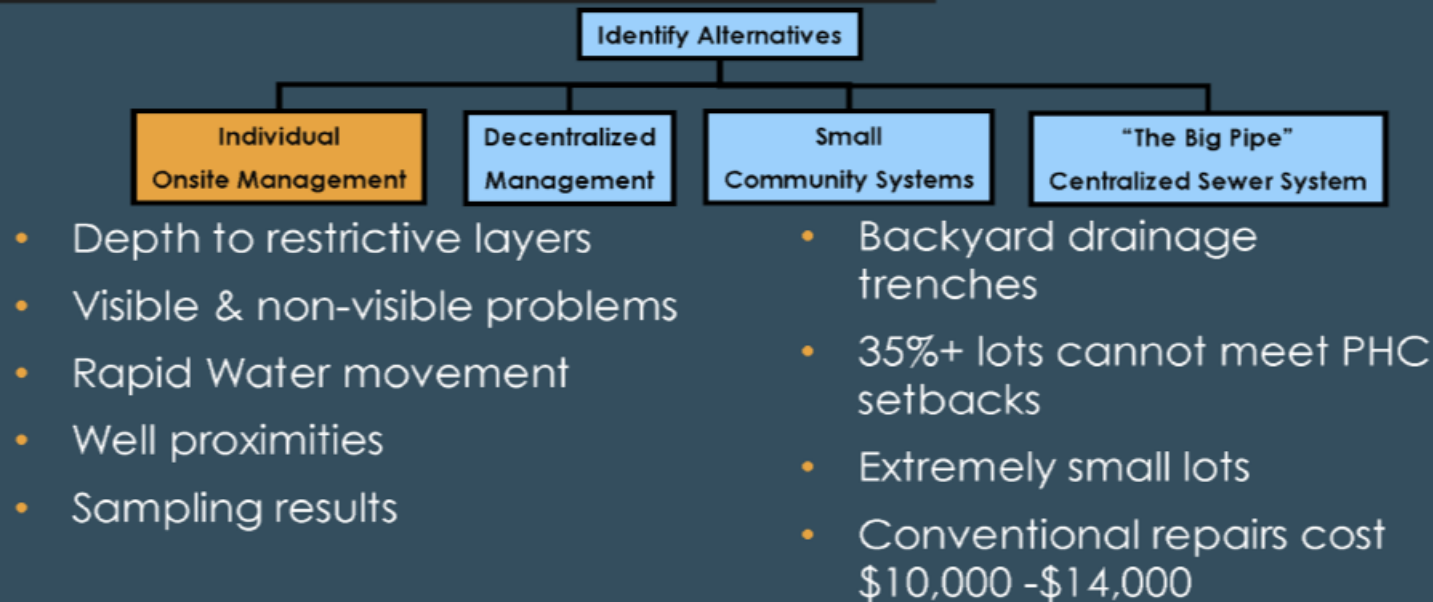 Identify Alternatives
Individual
Onsite Management
Decentralized
Management
Small
Community Systems
"The Big Pipe"
Centralized Sewer System
• Depth to restrictive layers
• Visible & non-visible problems
• Rapid Water movement
• Well proximities
• Sampling results
• Backyard drainage
trenches
• 35%+ lots cannot meet PHC
setbacks
• Extremely small lots
• Conventional repairs cost
$10,000 -$14,000